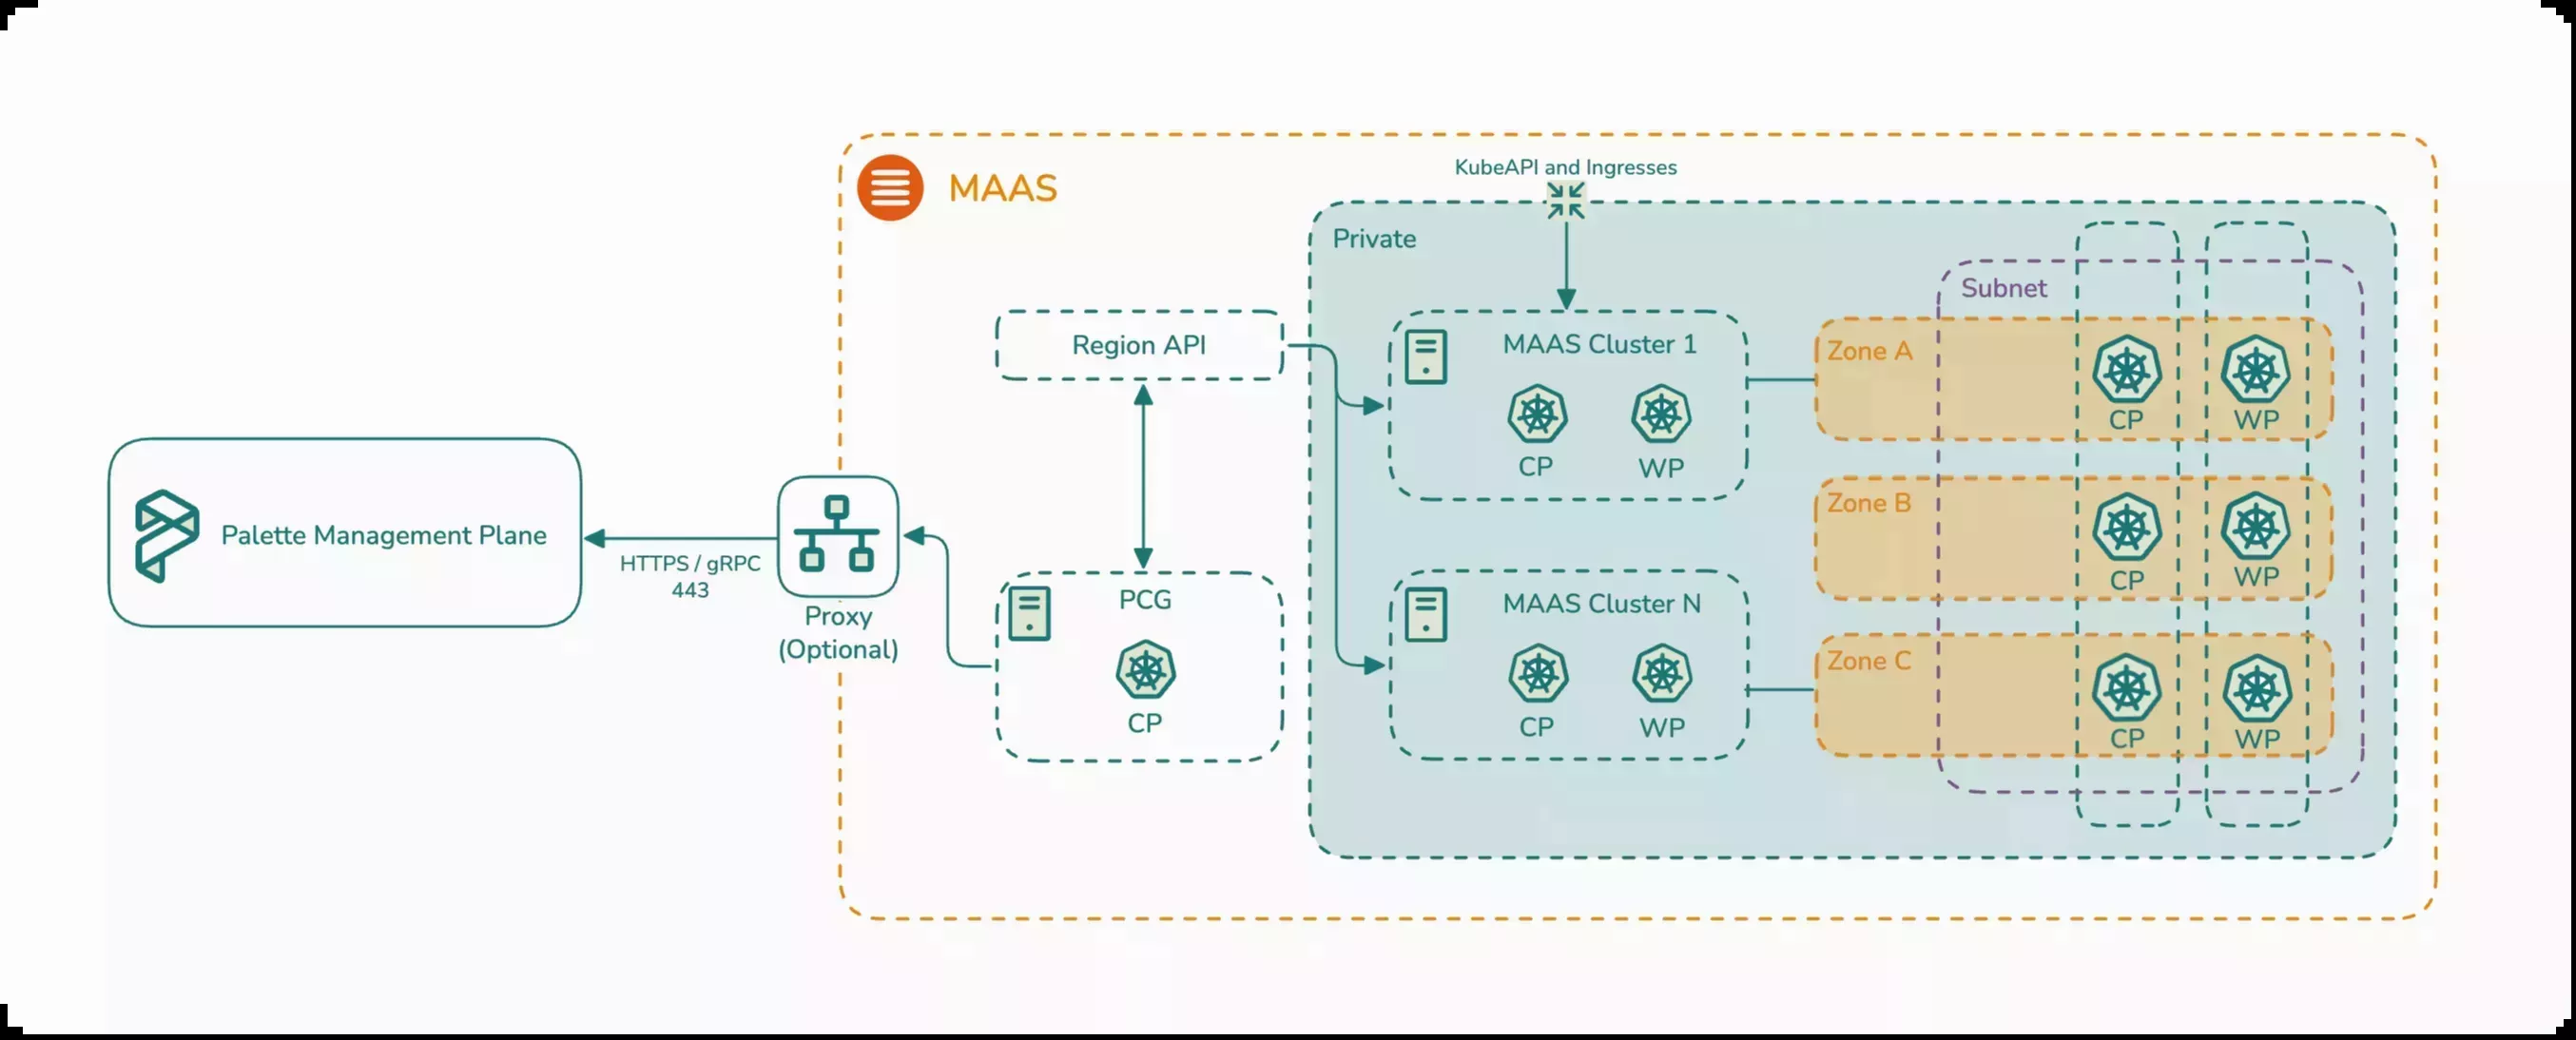 MAAS
KubeAPI and Ingresses
Private
Subnet
Region API
MAAS Cluster 1
CP
WP
Zone A
CP
WP
Palette Management Plane
HTTPS / gRPC
443
Proxy
(Optional)
PCG
CP
MAAS Cluster N
CP
WP
Zone B
CP
WP
Zone C
CP
WP